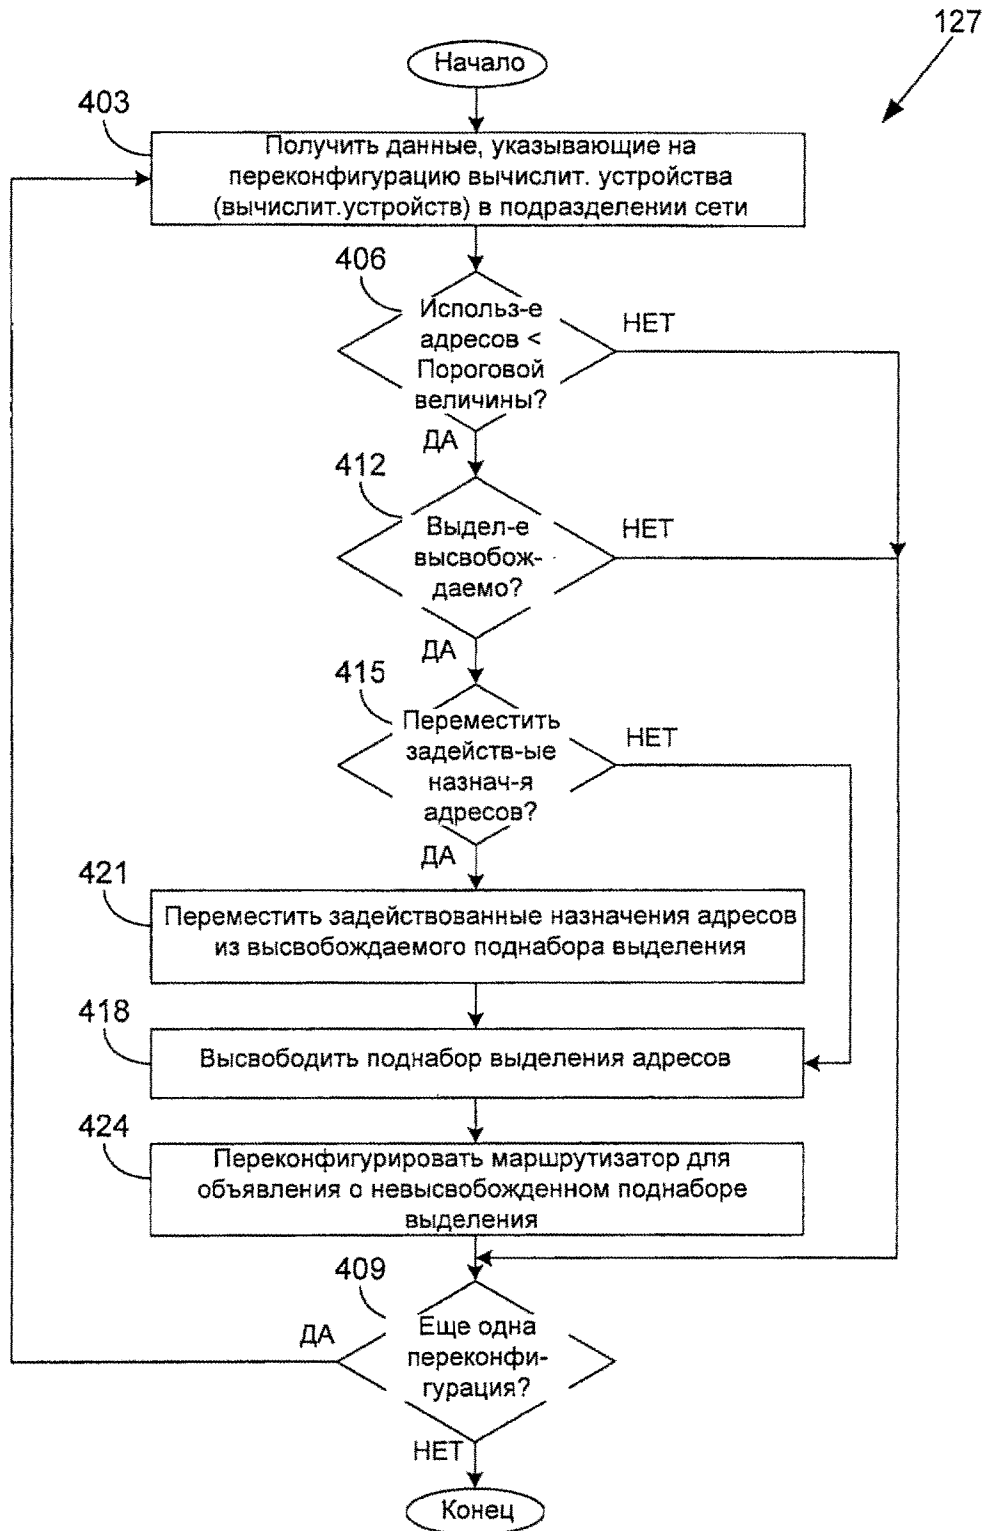 127
Начало
403
Получить данные, указывающие на
переконфигурацию вычислит. устройства
(вычислит.устройств) в подразделении сети
406
Использ-е
адресов <
Пороговой
величины?
НЕТ
ДА
412
Выдел-е
высвобож-
даемо?
НЕТ
ДА
415
Переместить
задейств-ые
назнач-я
адресов?
НЕТ
ДА
421
Переместить задействованные назначения адресов
из высвобождаемого поднабора выделения
418
Высвободить поднабор выделения адресов
424
Переконфигурировать маршрутизатор для
объявления о невысвобожденном поднаборе
выделения
409
Еще одна
переконфи-
гурация?
ДА
НЕТ
Конец